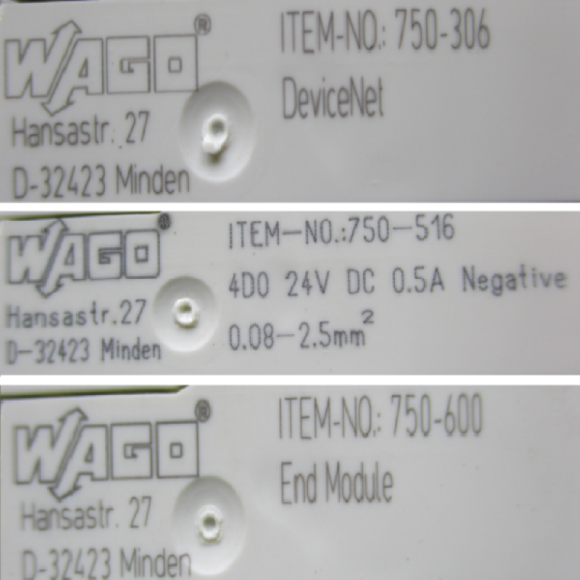 WAGO®
Hansastr. 27
D-32423 Minden
ITEM-NO.: 750-306
DeviceNet
WAGO®
Hansastr.27
D-32423 Minden
ITEM-NO.:750-516
4DO 24V DC 0.5A Negative
0.08-2.5mm²
WAGO®
Hansastr. 27
D-32423 Minden
ITEM-NO.: 750-600
End Module